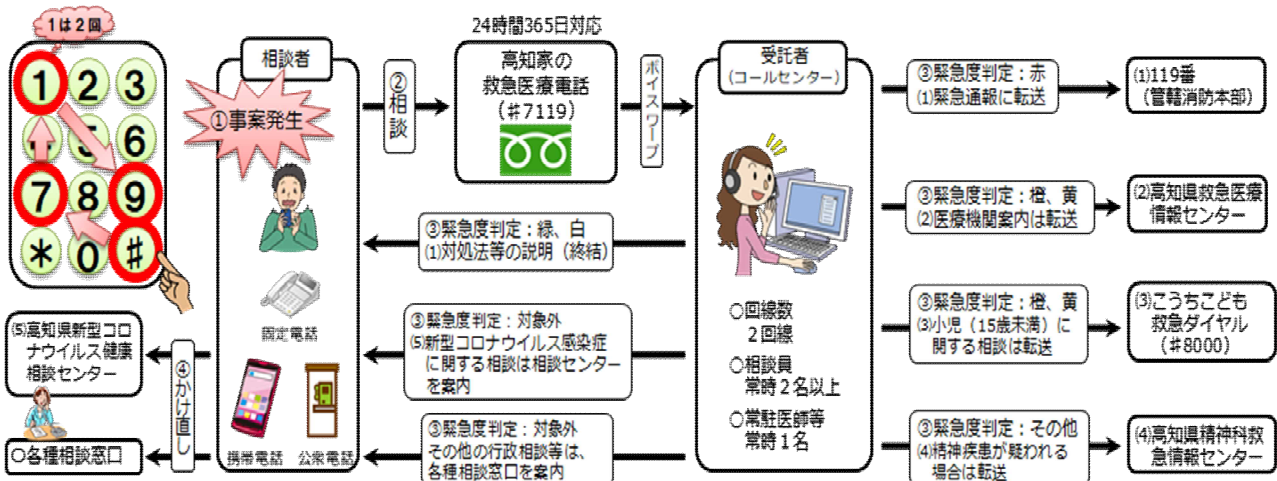 1は2回
1
2
3
5
6
7
8
9
*
0
#
相談者
①事案発生
固定電話
携帯電話
公衆電話
②相談
24時間365日対応
高知家の
救急医療電話
(#7119)
ボイスワープ
受託者
(コールセンター)
○回線数
2回線
○相談員
常時2名以上
○常駐医師等
常時1名
③緊急度判定:赤
⑴緊急通報に転送
⑴119番
(管轄消防本部)
③緊急度判定:橙、黄
⑵医療機関案内は転送
⑵高知県救急医療
情報センター
③緊急度判定:橙、黄
⑶小児(15歳未満)に
関する相談は転送
⑶こうちこども
救急ダイヤル
(#8000)
③緊急度判定:その他
⑷精神疾患が疑われる
場合は転送
⑷高知県精神科救
急情報センター
③緊急度判定:緑、白
⑴対処法等の説明(終結)
③緊急度判定:対象外
⑸新型コロナウイルス感染症
に関する相談は相談センター
を案内
③緊急度判定:対象外
その他の行政相談等は、
各種相談窓口を案内
④かけ直し
⑸高知県新型コロ
ナウイルス健康
相談センター
○各種相談窓口